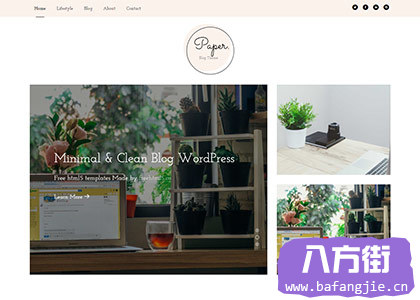 Home Lifestyle Blog About Contact
Paper.
Blog Theme
Minimal & Clean Blog WordPress
Free html5 templates Made by
Learn More →
八方街
www.bafangjie.cn